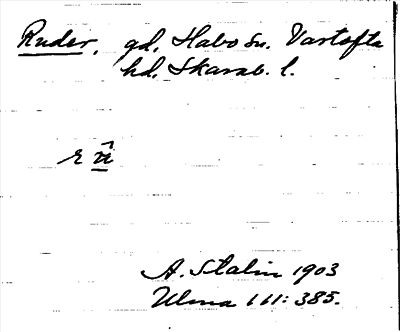 Ruder, gd, Habo sn. Vartofta
hd, Skarab. l.
A. Stalin 1903
Ulma 111: 385.